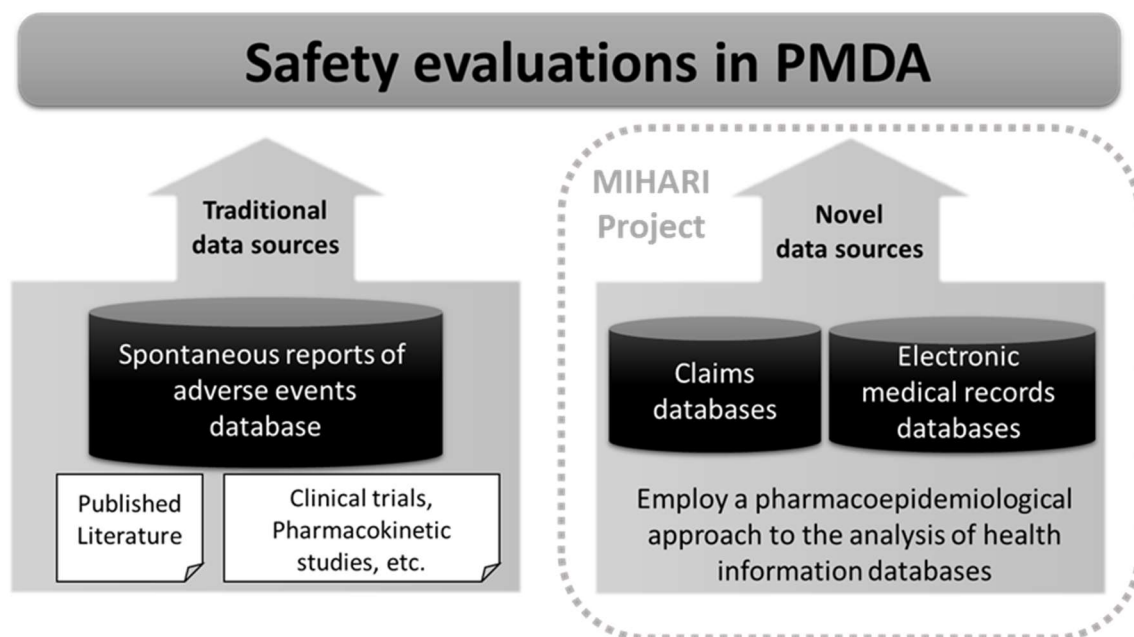 Safety evaluations in PMDA
Traditional
data sources
Spontaneous reports of
adverse events
database
Published
Literature
Clinical trials,
Pharmacokinetic
studies, etc.
MIHARI
Project
Novel
data sources
Claims
databases
Electronic
medical records
databases
Employ a pharmacoepidemiological
approach to the analysis of health
information databases